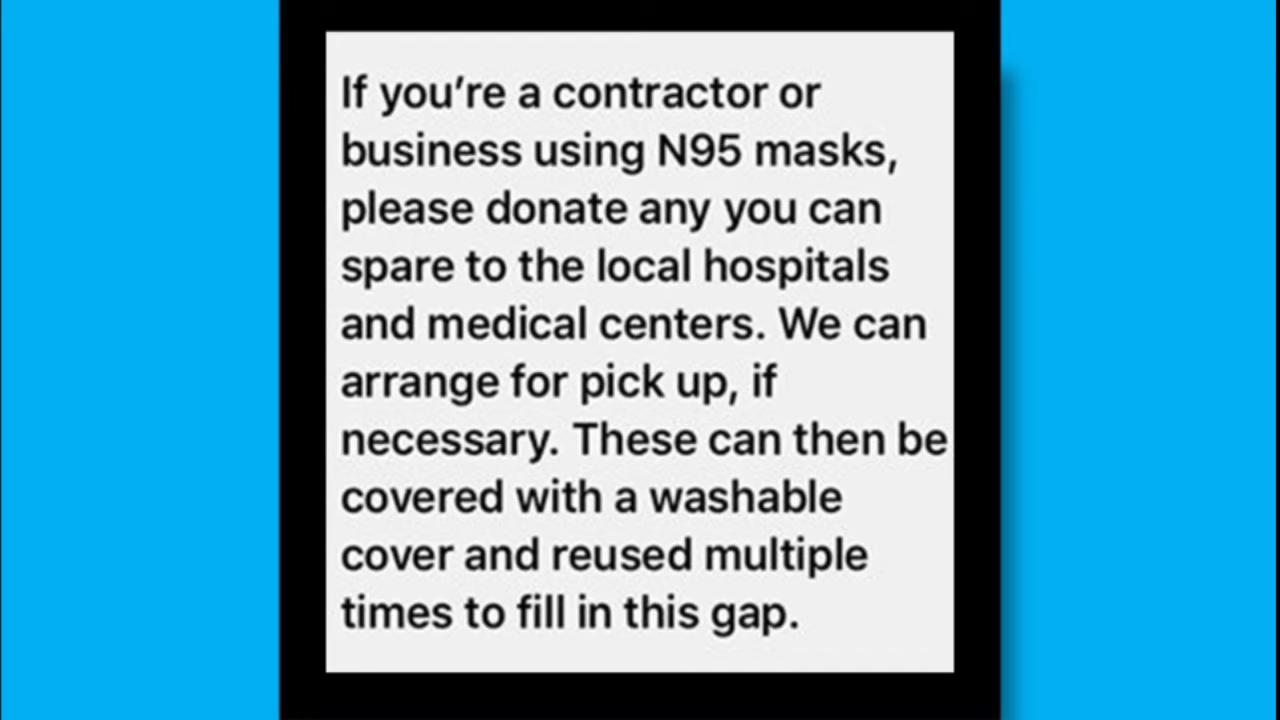 If you’re a contractor or
business using N95 masks,
please donate any you can
spare to the local hospitals
and medical centers. We can
arrange for pick up, if
necessary. These can then be
covered with a washable
cover and reused multiple
times to fill in this gap.